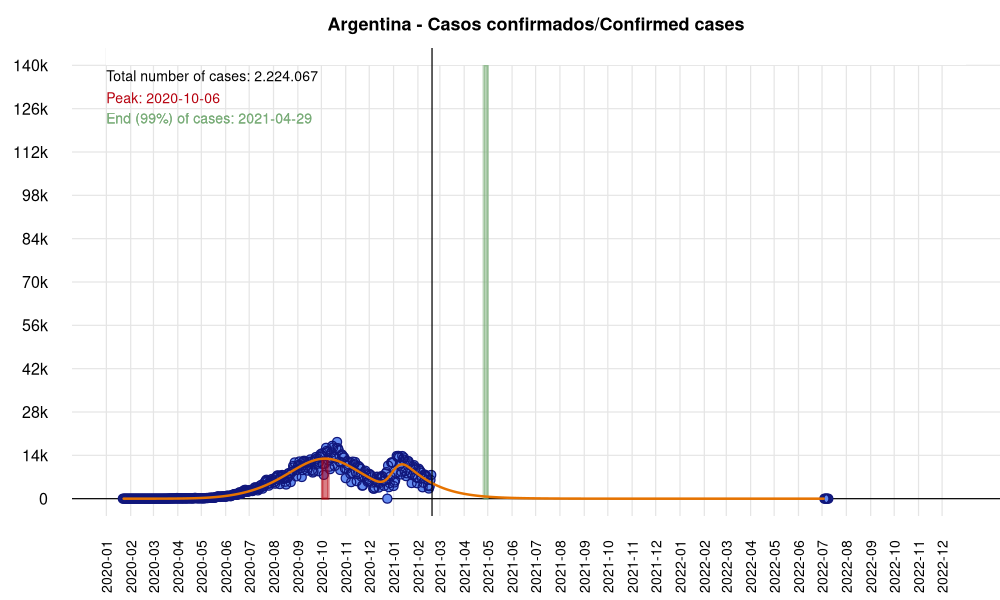 Argentina - Casos confirmados/Confirmed cases
Total number of cases: 2.224.067
Peak: 2020-10-06
End (99%) of cases: 2021-04-29
140k
126k
112k
98k
84k
70k
56k
42k
28k
14k
0
2020-01
2020-02
2020-03
2020-04
2020-05
2020-06
2020-07
2020-08
2020-09
2020-10
2020-11
2020-12
2021-01
2021-02
2021-03
2021-04
2021-05
2021-06
2021-07
2021-08
2021-09
2021-10
2021-11
2021-12
2022-01
2022-02
2022-03
2022-04
2022-05
2022-06
2022-07
2022-08
2022-09
2022-10
2022-11
2022-12